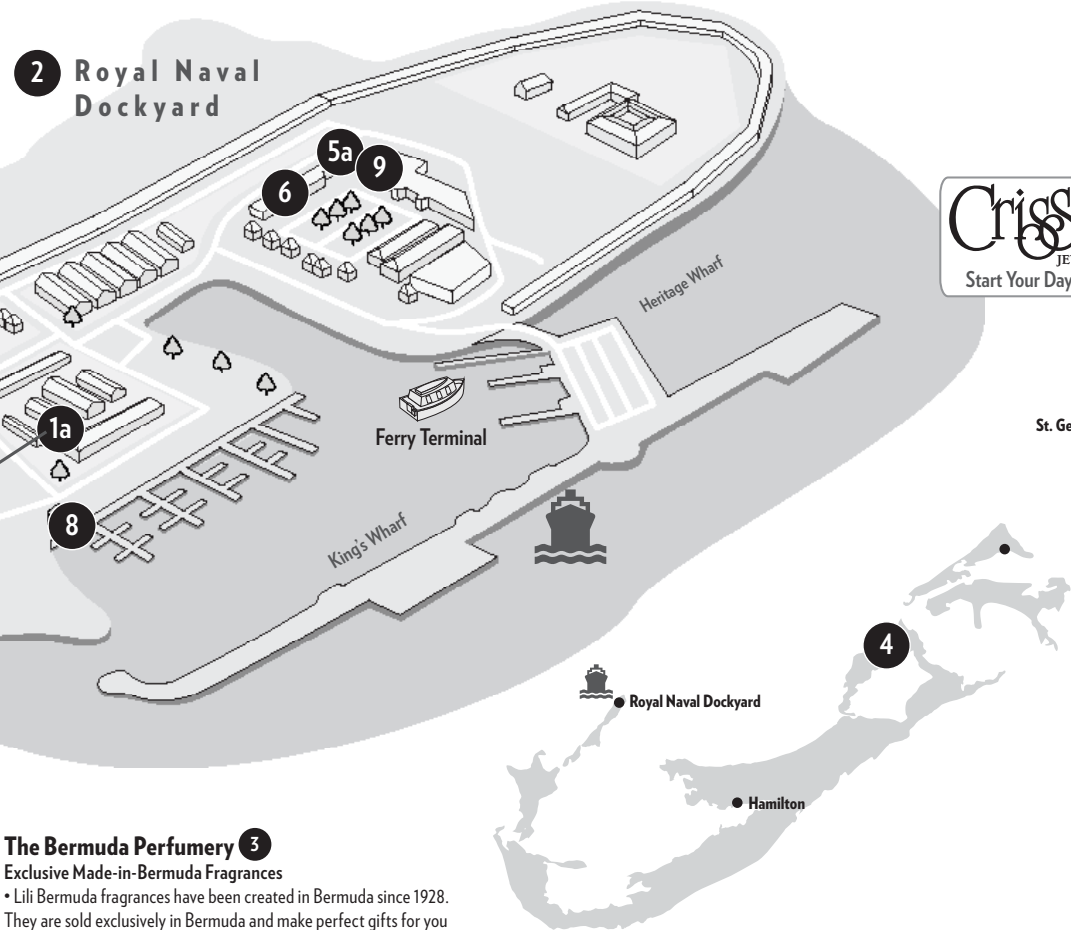 2 Royal Naval
Dockyard
5a
9
6
Heritage Wharf
Start Your Day
Ferry Terminal
1a
8
King's Wharf
4
Royal Naval Dockyard
Hamilton
The Bermuda Perfumery 3
Exclusive Made-in-Bermuda Fragrances
• Lili Bermuda fragrances have been created in Bermuda since 1928.
They are sold exclusively in Bermuda and make perfect gifts for you